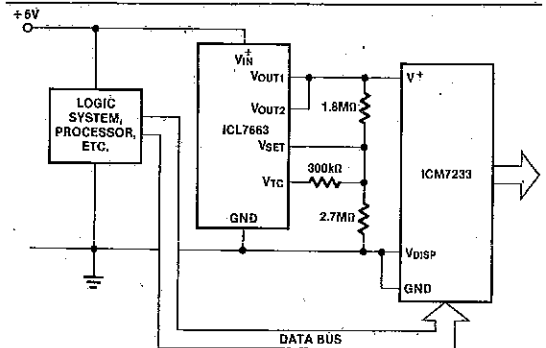 +5V
V+IN
VOUT1
VOUT2
VSET
VTC
GND
ICL7663
LOGIC
SYSTEM,
PROCESSOR,
ETC.
1.8MΩ
300kΩ
2.7MΩ
V+
ICM7233
VDISP
GND
DATA BUS